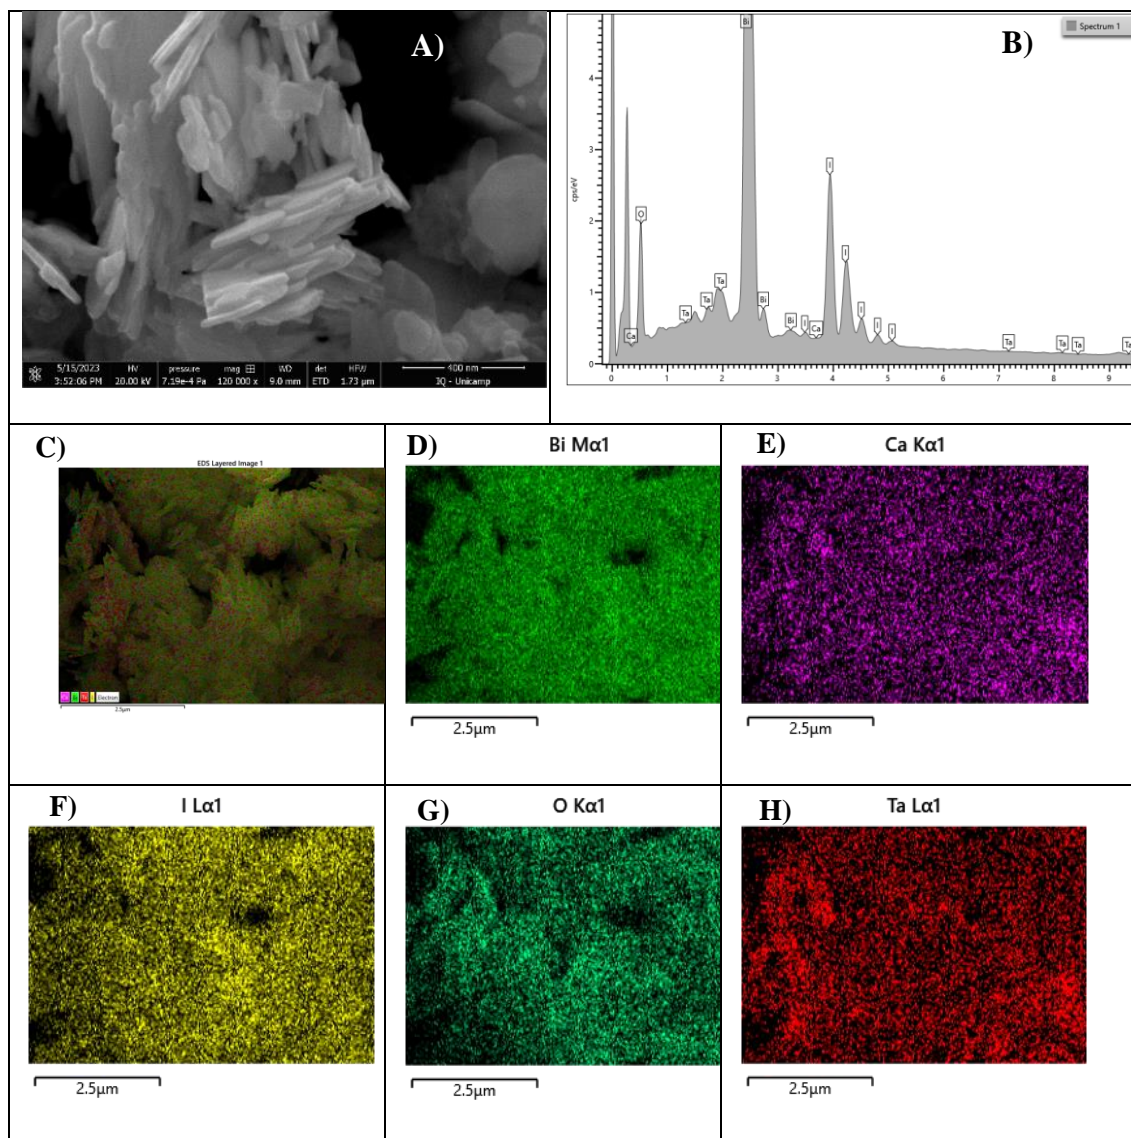 A)
5/15/2023 HV pressure mag WD det HFW 400 nm
3:52:06 PM 20.00 kV 7.19e-4 Pa 120 000 x 9.0 mm ETD 1.73 µm IQ - Unicamp
B)
Spectrum 1
cps/eV
4
3
2
1
0
0 1 2 3 4 5 6 7 8 9
Ca
O
Ta
Ta
Ta
Bi
Bi
Bi
I
Ca
I
I
I
I
I
Ta
Ta
Ta
Ta
C)
EDS Layered Image 1
Electron
2.5µm
D)
Bi Mα1
2.5µm
E)
Ca Kα1
2.5µm
F)
I Lα1
2.5µm
G)
O Kα1
2.5µm
H)
Ta Lα1
2.5µm